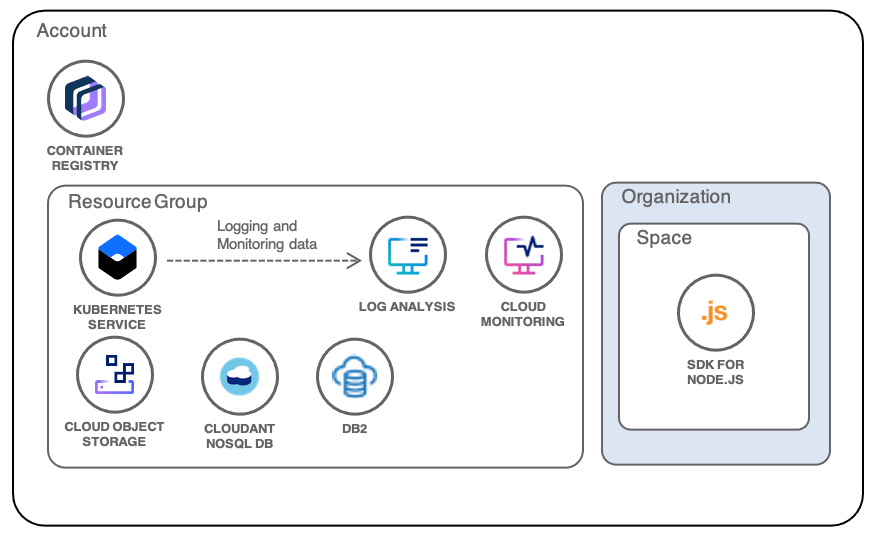 Account
CONTAINER
REGISTRY
Resource Group
Logging and
Monitoring data
KUBERNETES
SERVICE
LOG ANALYSIS
CLOUD
MONITORING
CLOUD OBJECT
STORAGE
CLOUDANT
NOSQL DB
DB2
Organization
Space
.js
SDK FOR
NODE.JS